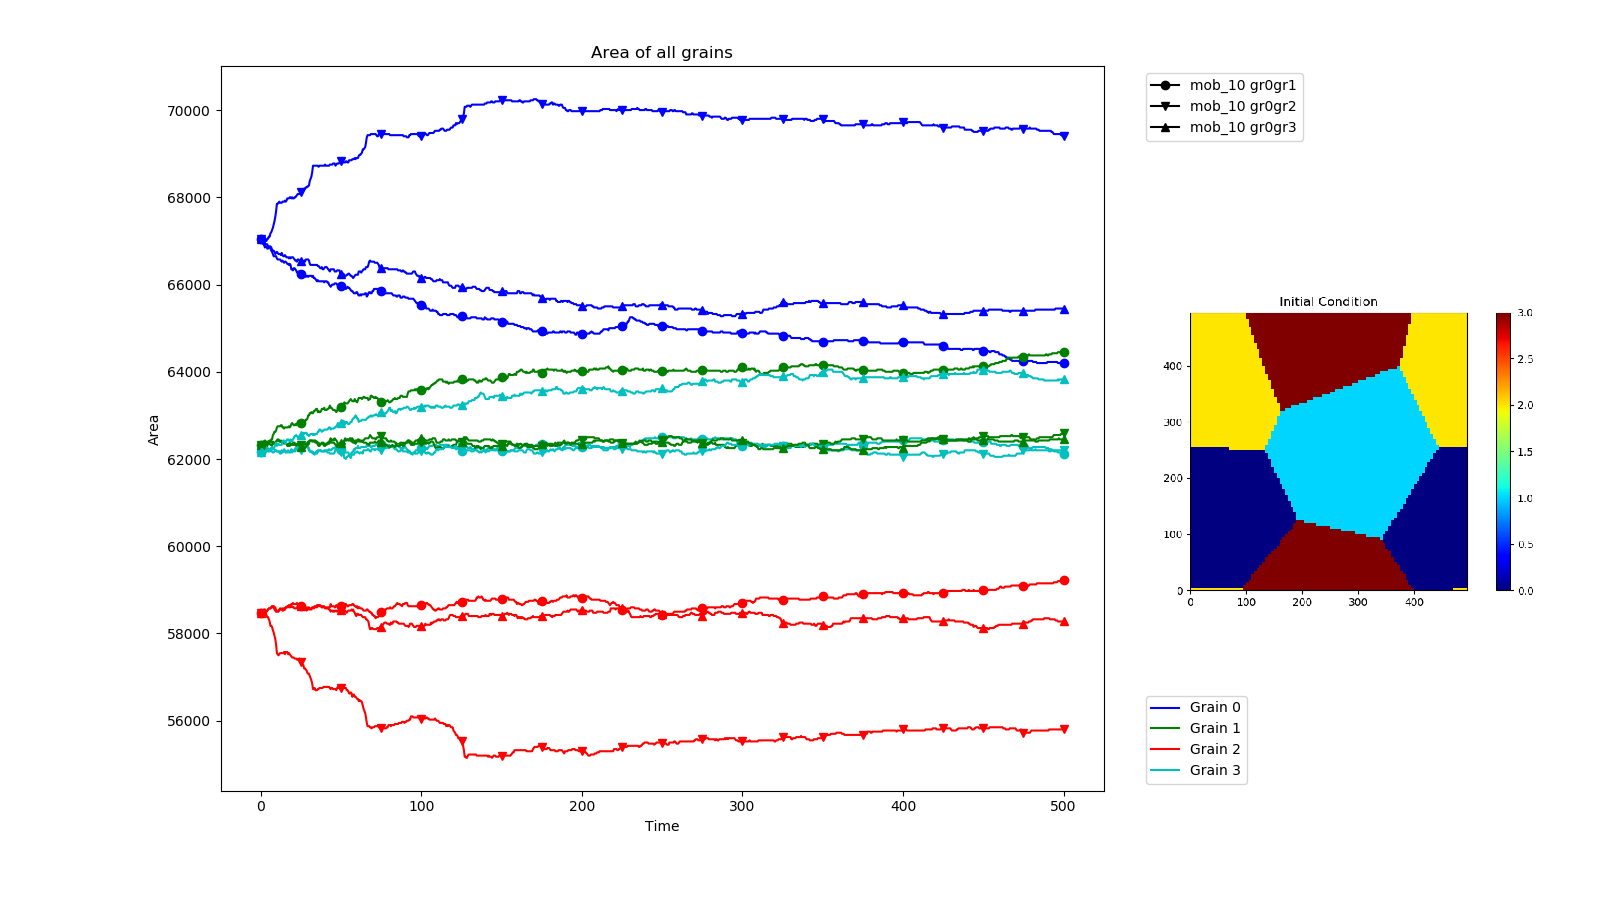 Area of all grains
70000
68000
66000
64000
62000
60000
58000
56000
Area
0 100 200 300 400 500
Time
mob_10 gr0gr1
mob_10 gr0gr2
mob_10 gr0gr3
Initial Condition
400
300
200
100
0
0 100 200 300 400
3.0
2.5
2.0
1.5
1.0
0.5
0.0
Grain 0
Grain 1
Grain 2
Grain 3